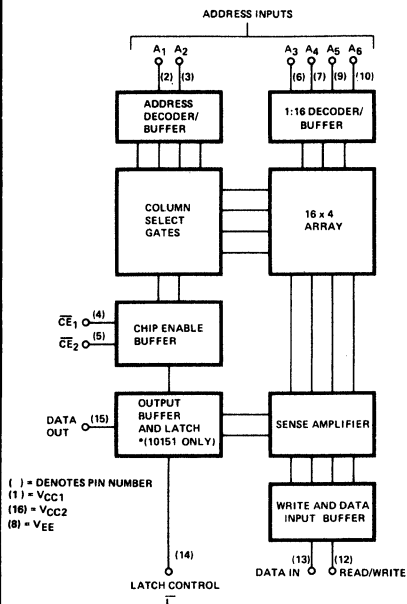 ADDRESS INPUTS
A1 A2 A3 A4 A5 A6
(2) (3) (6) (7) (9) (10)
ADDRESS
DECODER/
BUFFER
1:16 DECODER/
BUFFER
COLUMN
SELECT
GATES
16 x 4
ARRAY
CE1 (4)
CE2 (5)
CHIP ENABLE
BUFFER
DATA
OUT
(15)
OUTPUT
BUFFER
AND LATCH
*(10151 ONLY)
SENSE AMPLIFIER
( ) = DENOTES PIN NUMBER
(1) = VCC1
(16) = VCC2
(8) = VEE
WRITE AND DATA
INPUT BUFFER
(14)
(13) (12)
LATCH CONTROL
DATA IN READ/WRITE